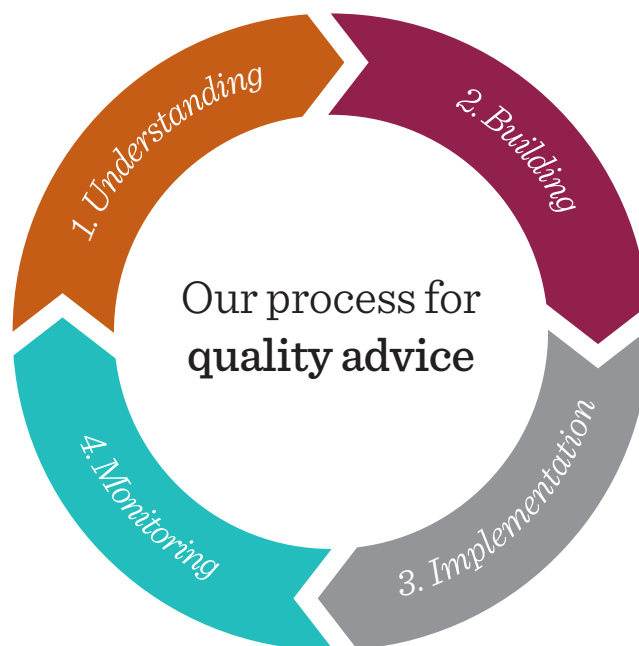 1. Understanding
2. Building
Our process for
quality advice
3. Implementation
4. Monitoring